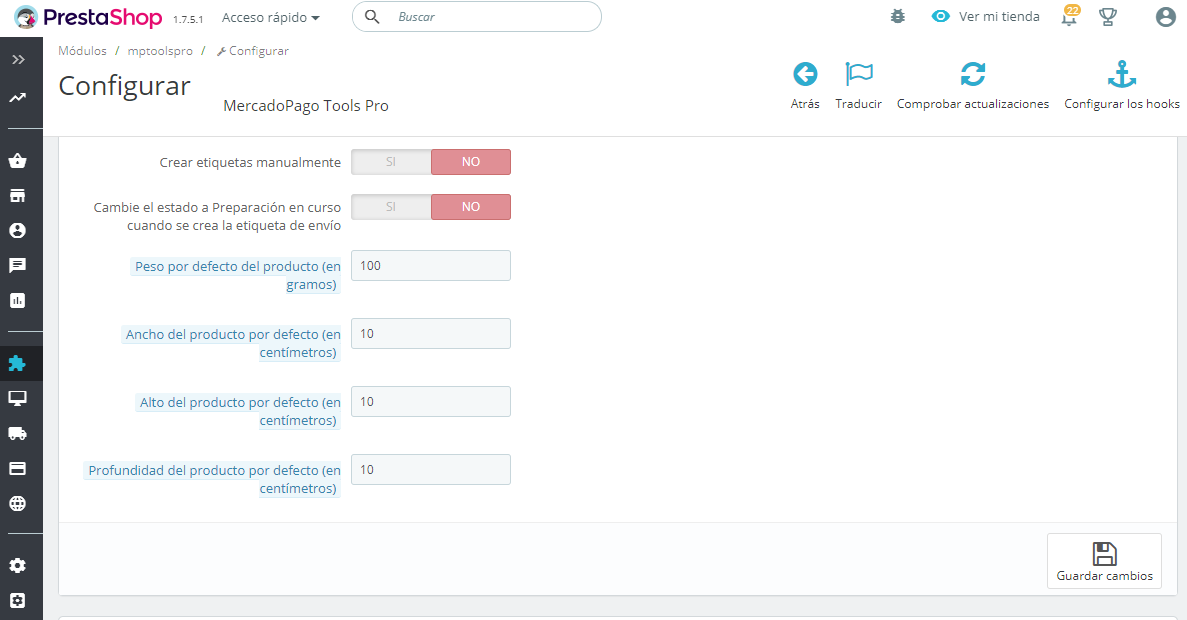 PrestaShop 1.7.5.1 Acceso rápido Buscar Ver mi tienda 22
Módulos / mptoolspro / Configurar
Configurar
MercadoPago Tools Pro
Atrás Traducir Comprobar actualizaciones Configurar los hooks
Crear etiquetas manualmente SI NO
Cambie el estado a Preparación en curso SI NO
cuando se crea la etiqueta de envío
Peso por defecto del producto (en 100
gramos)
Ancho del producto por defecto (en 10
centímetros)
Alto del producto por defecto (en 10
centímetros)
Profundidad del producto por defecto (en 10
centímetros)
Guardar cambios